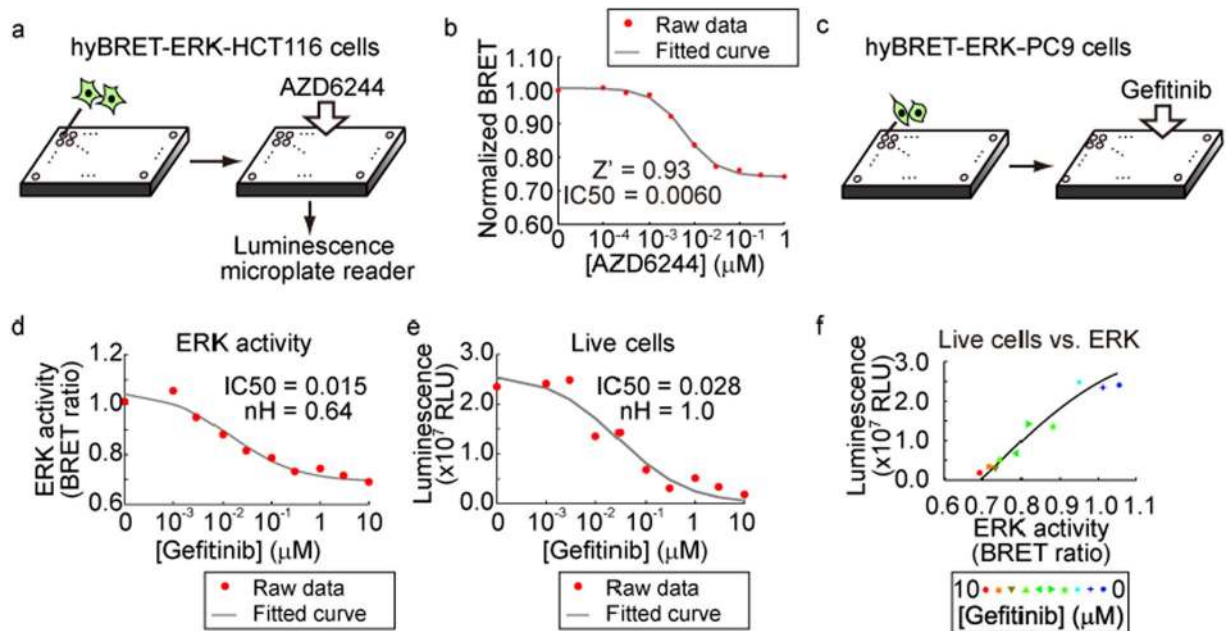 a
hyBRET-ERK-HCT116 cells
AZD6244
Luminescence
microplate reader
b
Raw data
Fitted curve
Normalized BRET
1.10
1.00
0.90
0.80
0.70
0.60
Z' = 0.93
IC50 = 0.0060
0 10⁻⁴ 10⁻³ 10⁻² 10⁻¹ 1
[AZD6244] (μM)
c
hyBRET-ERK-PC9 cells
Gefitinib
d
ERK activity
ERK activity
(BRET ratio)
1.2
1.0
0.8
0.6
IC50 = 0.015
nH = 0.64
0 10⁻³ 10⁻² 10⁻¹ 1 10
[Gefitinib] (μM)
Raw data
Fitted curve
e
Live cells
Luminescence
(x10⁷ RLU)
3.0
2.0
1.0
0.0
IC50 = 0.028
nH = 1.0
0 10⁻³ 10⁻² 10⁻¹ 1 10
[Gefitinib] (μM)
Raw data
Fitted curve
f
Live cells vs. ERK
Luminescence
(x10⁷ RLU)
3.0
2.0
1.0
0.0
0.6 0.7 0.8 0.9 1.0 1.1
ERK activity
(BRET ratio)
10 0
[Gefitinib] (μM)